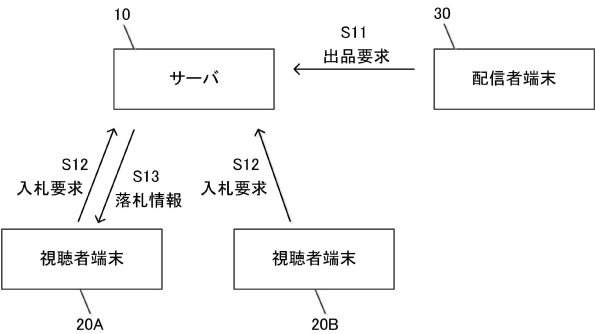 10
30
S11
出品要求
サーバ
配信者端末
S12
入札要求
S13
落札情報
S12
入札要求
視聴者端末
視聴者端末
20A
20B